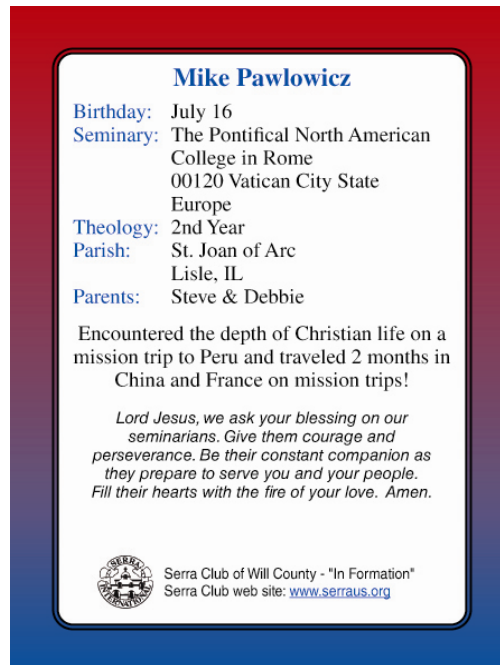 Mike Pawlowicz
Birthday: July 16
Seminary: The Pontifical North American
College in Rome
00120 Vatican City State
Europe
Theology: 2nd Year
Parish: St. Joan of Arc
Lisle, IL
Parents: Steve & Debbie
Encountered the depth of Christian life on a
mission trip to Peru and traveled 2 months in
China and France on mission trips!
Lord Jesus, we ask your blessing on our
seminarians. Give them courage and
perseverance. Be their constant companion as
they prepare to serve you and your people.
Fill their hearts with the fire of your love. Amen.
SERRA
INTERNATIONAL
Serra Club of Will County - "In Formation"
Serra Club web site: www.serraus.org